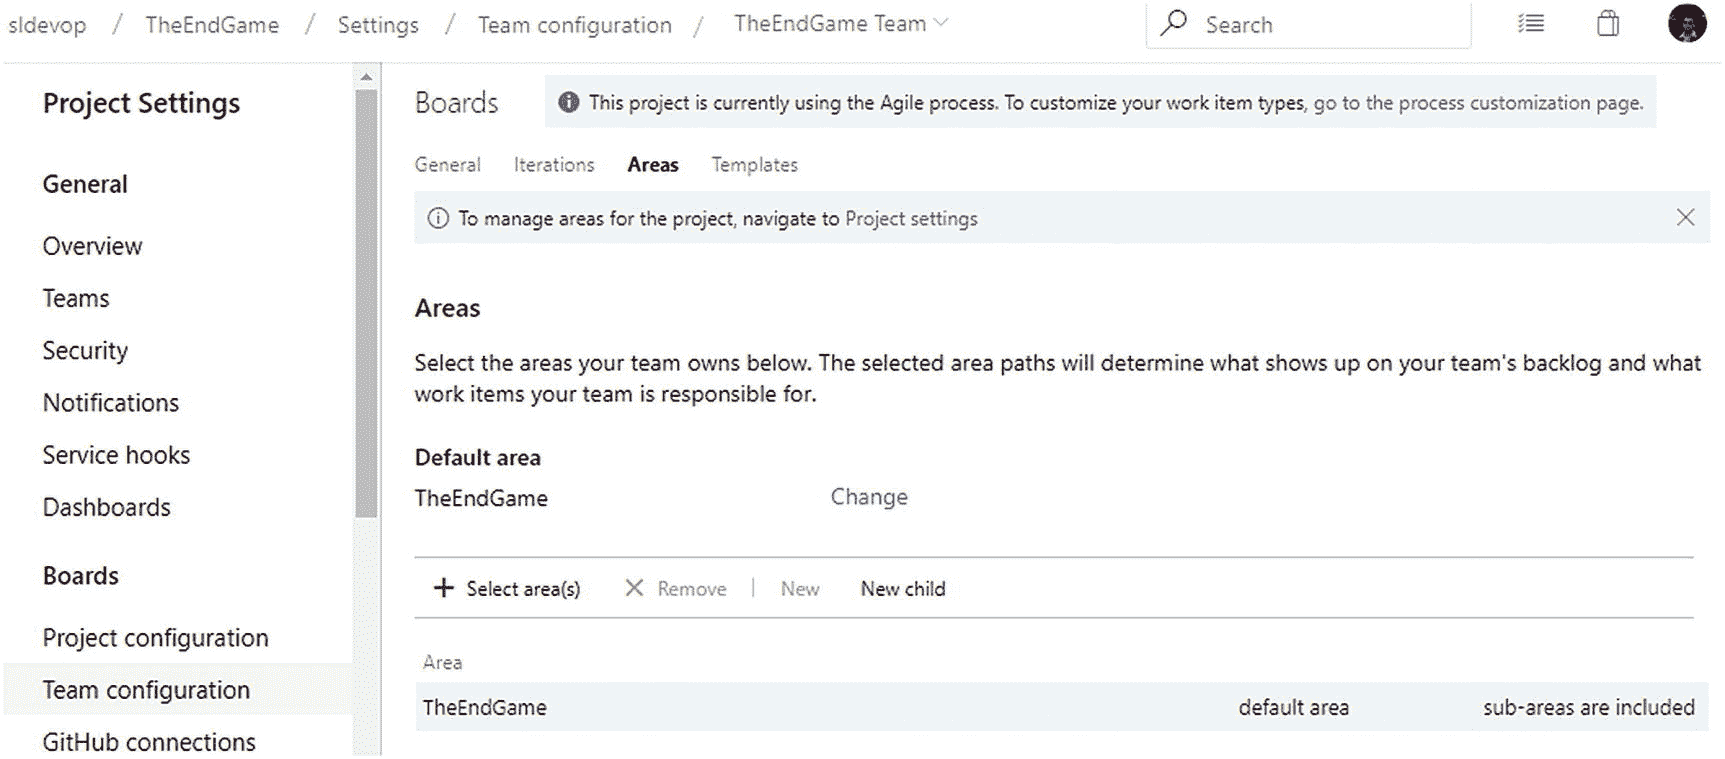 sldevop / TheEndGame / Settings / Team configuration / TheEndGame Team
Search
Project Settings
General
Overview
Teams
Security
Notifications
Service hooks
Dashboards
Boards
Project configuration
Team configuration
GitHub connections
Boards
This project is currently using the Agile process. To customize your work item types, go to the process customization page.
General Iterations Areas Templates
To manage areas for the project, navigate to Project settings
Areas
Select the areas your team owns below. The selected area paths will determine what shows up on your team's backlog and what
work items your team is responsible for.
Default area
TheEndGame Change
Select area(s) Remove | New New child
Area
TheEndGame default area sub-areas are included